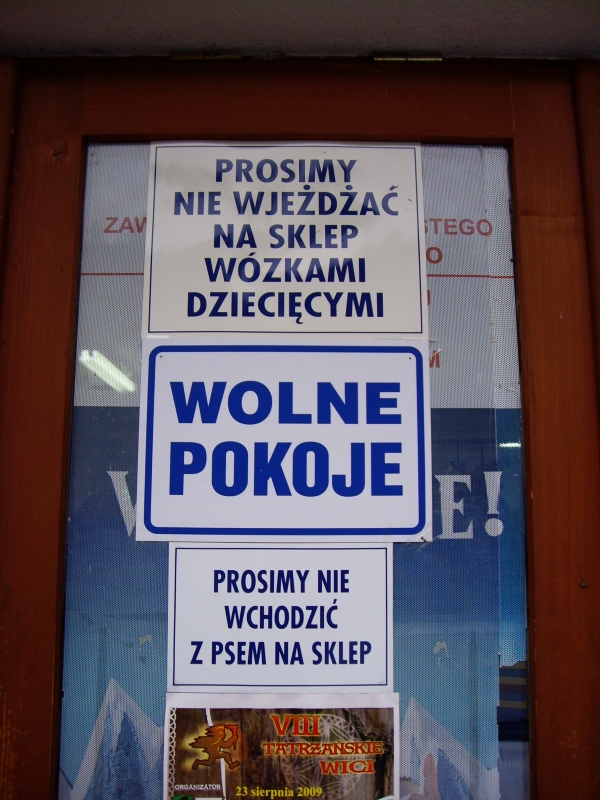 PROSIMY
NIE WJEŻDŻAĆ
NA SKLEP
WÓZKAMI
DZIECIĘCYMI
WOLNE
POKOJE
PROSIMY NIE
WCHODZIĆ
Z PSEM NA SKLEP
VIII
TATRZAŃSKIE
WICI
ORGANIZATOR
23 sierpnia 2009